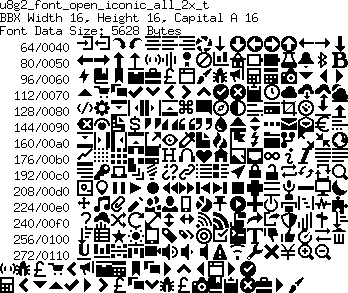 u8g2_font_open_iconic_all_2x_t
BBX Width 16, Height 16, Capital A 16
Font Data Size: 5628 Bytes
64/0040
80/0050
96/0060
112/0070
128/0080
144/0090
160/00a0
176/00b0
192/00c0
208/00d0
224/00e0
240/00f0
256/0100
272/0110